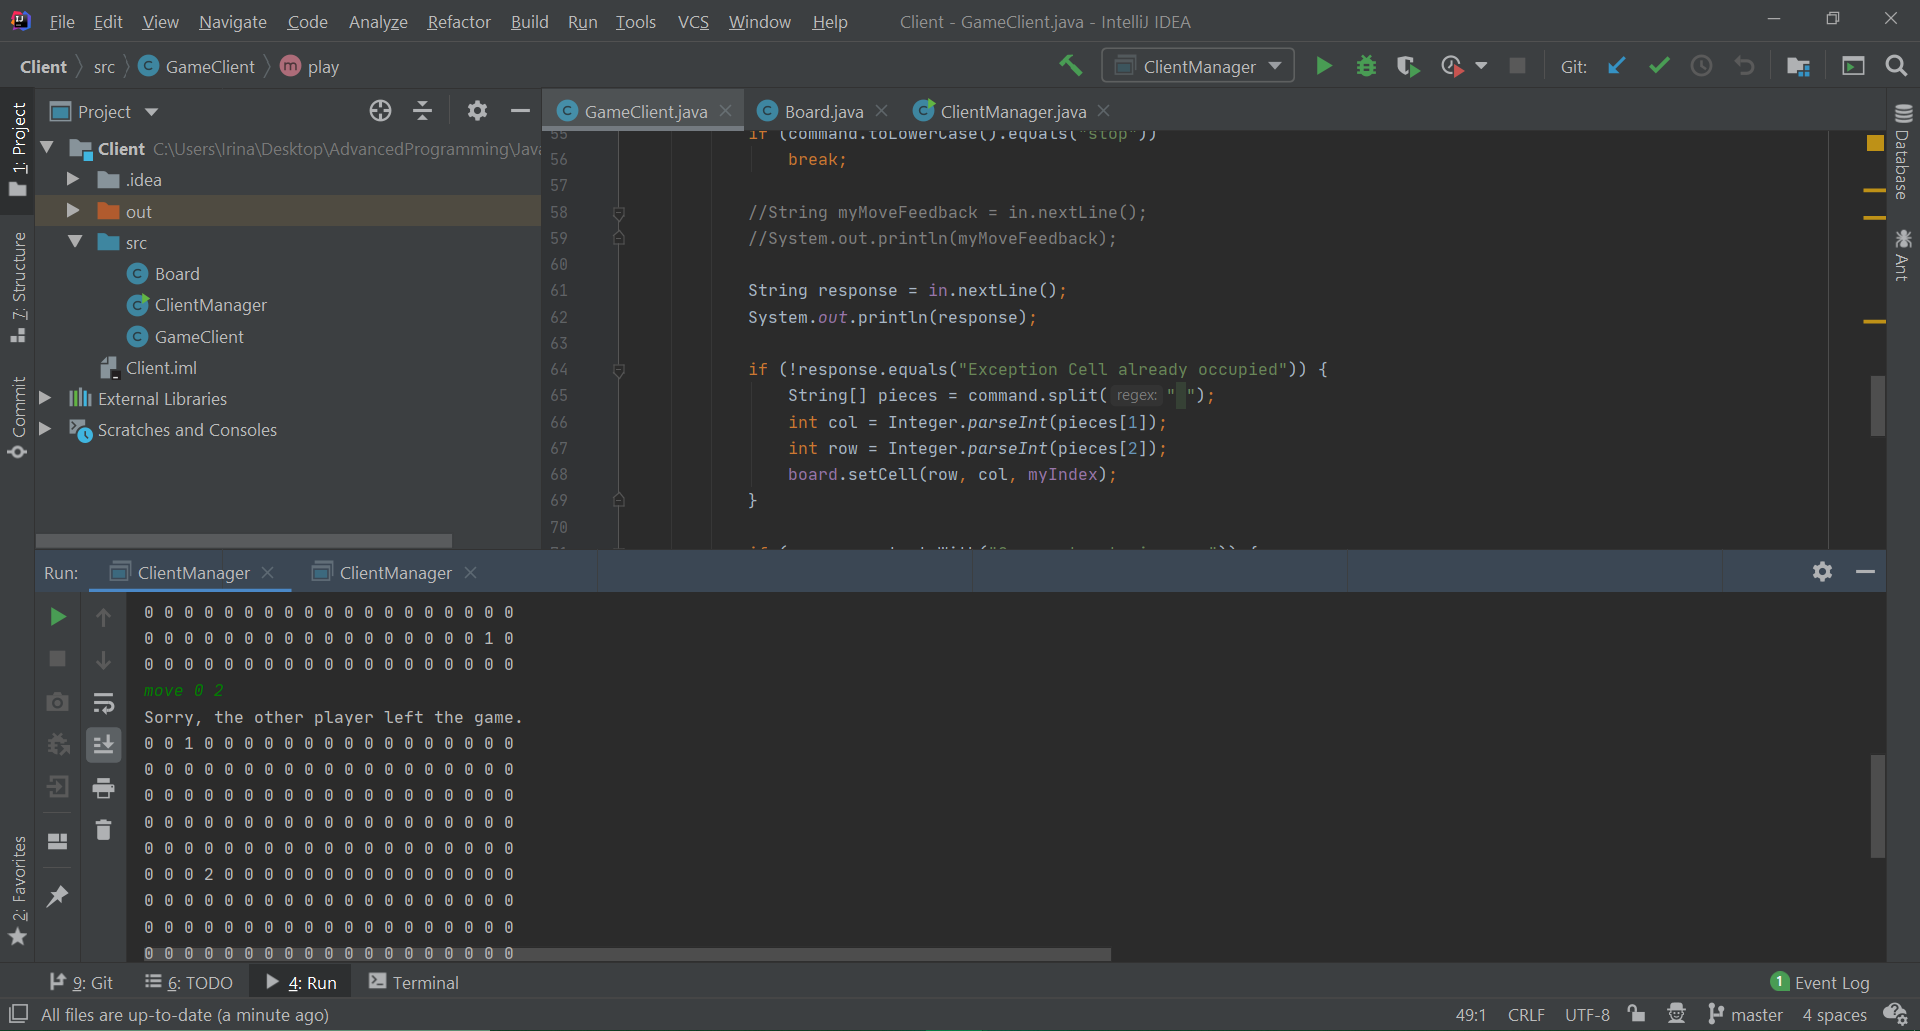 File Edit View Navigate Code Analyze Refactor Build Run Tools VCS Window Help Client - GameClient.java - IntelliJ IDEA
Client src GameClient play ClientManager Git:
1: Project
7: Structure
Commit
2: Favorites
Project
Client C:\Users\Irina\Desktop\AdvancedProgramming\Java
.idea
out
src
Board
ClientManager
GameClient
Client.iml
External Libraries
Scratches and Consoles
GameClient.java Board.java ClientManager.java
55 if (command.toLowerCase().equals("stop"))
56 break;
57
58 //String myMoveFeedback = in.nextLine();
59 //System.out.println(myMoveFeedback);
60
61 String response = in.nextLine();
62 System.out.println(response);
63
64 if (!response.equals("Exception Cell already occupied")) {
65 String[] pieces = command.split( regex: " ");
66 int col = Integer.parseInt(pieces[1]);
67 int row = Integer.parseInt(pieces[2]);
68 board.setCell(row, col, myIndex);
69 }
70
Database
Ant
Run: ClientManager ClientManager
0 0 0 0 0 0 0 0 0 0 0 0 0 0 0 0 0 0 0
0 0 0 0 0 0 0 0 0 0 0 0 0 0 0 0 0 1 0
0 0 0 0 0 0 0 0 0 0 0 0 0 0 0 0 0 0 0
move 0 2
Sorry, the other player left the game.
0 0 1 0 0 0 0 0 0 0 0 0 0 0 0 0 0 0 0
0 0 0 0 0 0 0 0 0 0 0 0 0 0 0 0 0 0 0
0 0 0 0 0 0 0 0 0 0 0 0 0 0 0 0 0 0 0
0 0 0 0 0 0 0 0 0 0 0 0 0 0 0 0 0 0 0
0 0 0 0 0 0 0 0 0 0 0 0 0 0 0 0 0 0 0
0 0 0 2 0 0 0 0 0 0 0 0 0 0 0 0 0 0 0
0 0 0 0 0 0 0 0 0 0 0 0 0 0 0 0 0 0 0
0 0 0 0 0 0 0 0 0 0 0 0 0 0 0 0 0 0 0
0 0 0 0 0 0 0 0 0 0 0 0 0 0 0 0 0 0 0
9: Git 6: TODO 4: Run Terminal 1 Event Log
All files are up-to-date (a minute ago) 49:1 CRLF UTF-8 master 4 spaces